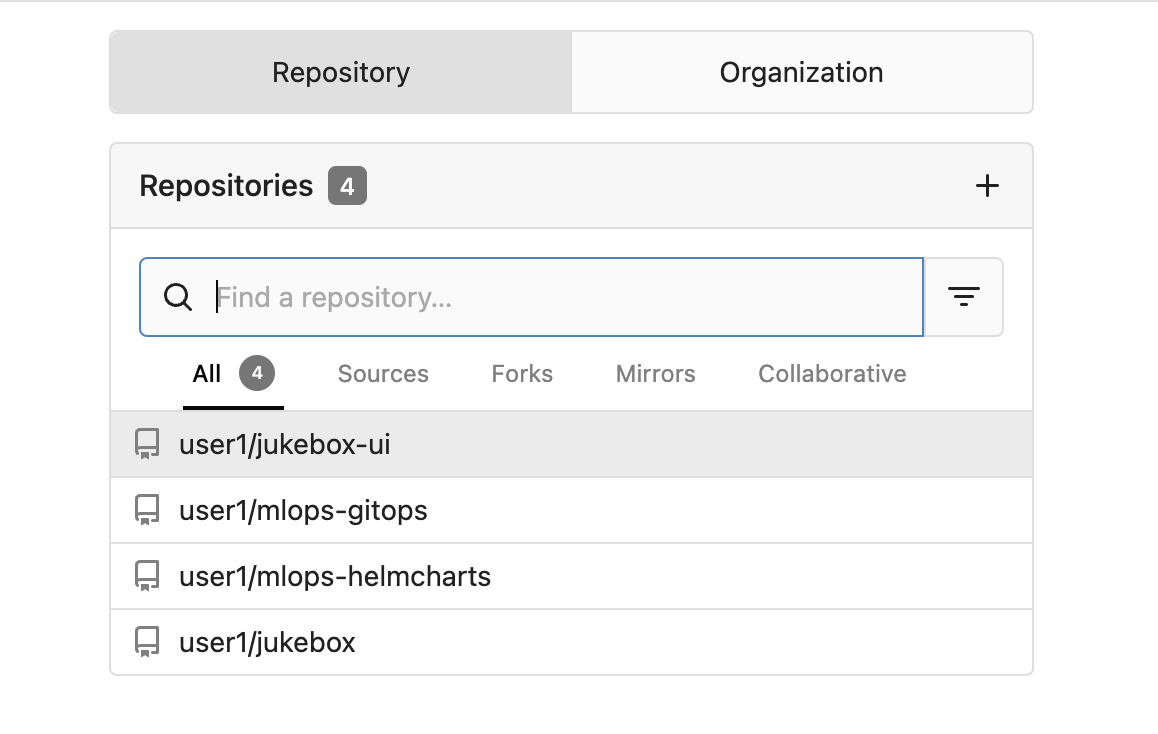 Repository Organization
Repositories 4
Find a repository...
All 4 Sources Forks Mirrors Collaborative
user1/jukebox-ui
user1/mlops-gitops
user1/mlops-helmcharts
user1/jukebox